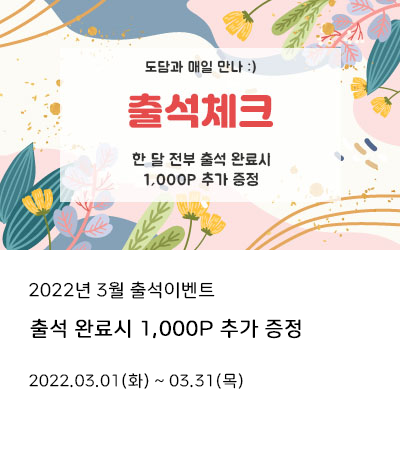 도담과 매일 만나 :)
출석체크
한 달 전부 출석 완료시
1,000P 추가 증정
2022년 3월 출석이벤트
출석 완료시 1,000P 추가 증정
2022.03.01(화) ~ 03.31(목)